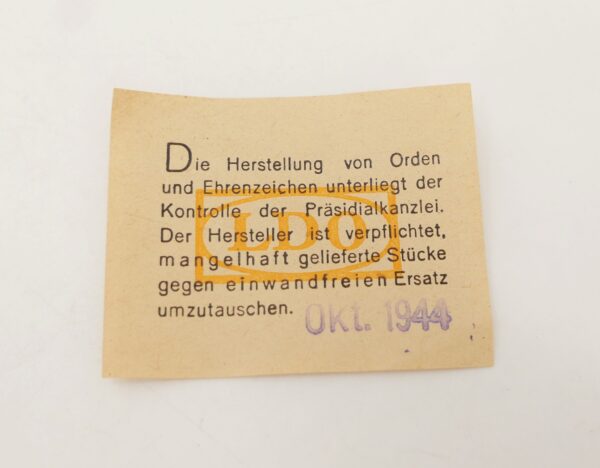 Die Herstellung von Orden
und Ehrenzeichen unterliegt der
Kontrolle der Präsidialkanzlei.
Der Hersteller ist verpflichtet,
mangelhaft gelieferte Stücke
gegen einwandfreien Ersatz
umzutauschen.
LDO
Okt. 1944